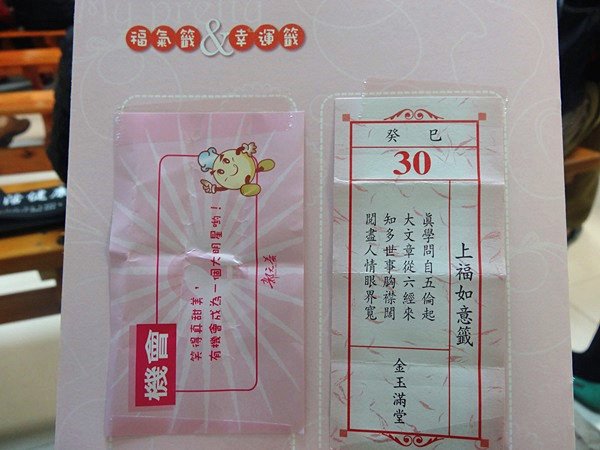 福氣籤&幸運籤
機會
笑得真甜美，
有機會成為一個大明星喲！
癸巳
30
上福如意籤
眞學問自五倫起
大文章從六經來
知多世事胸襟闊
閱盡人情眼界寬
金玉滿堂